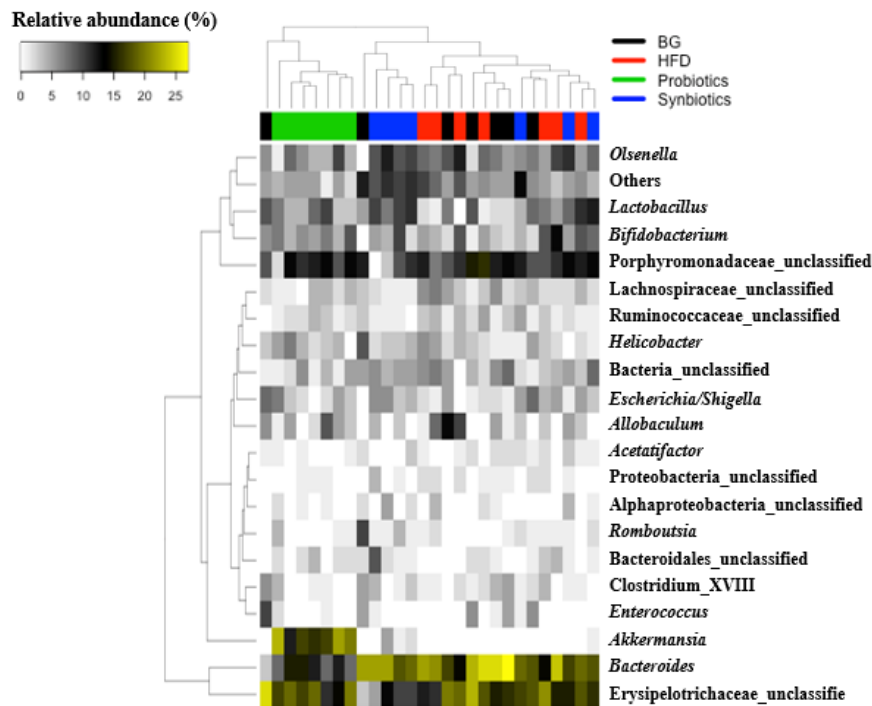 Relative abundance (%)
0 5 10 15 20 25
BG
HFD
Probiotics
Synbiotics
Olsenella
Others
Lactobacillus
Bifidobacterium
Porphyromonadaceae_unclassified
Lachnospiraceae_unclassified
Ruminococcaceae_unclassified
Helicobacter
Bacteria_unclassified
Escherichia/Shigella
Allobaculum
Acetatifactor
Proteobacteria_unclassified
Alphaproteobacteria_unclassified
Romboutsia
Bacteroidales_unclassified
Clostridium_XVIII
Enterococcus
Akkermansia
Bacteroides
Erysipelotrichaceae_unclassifie